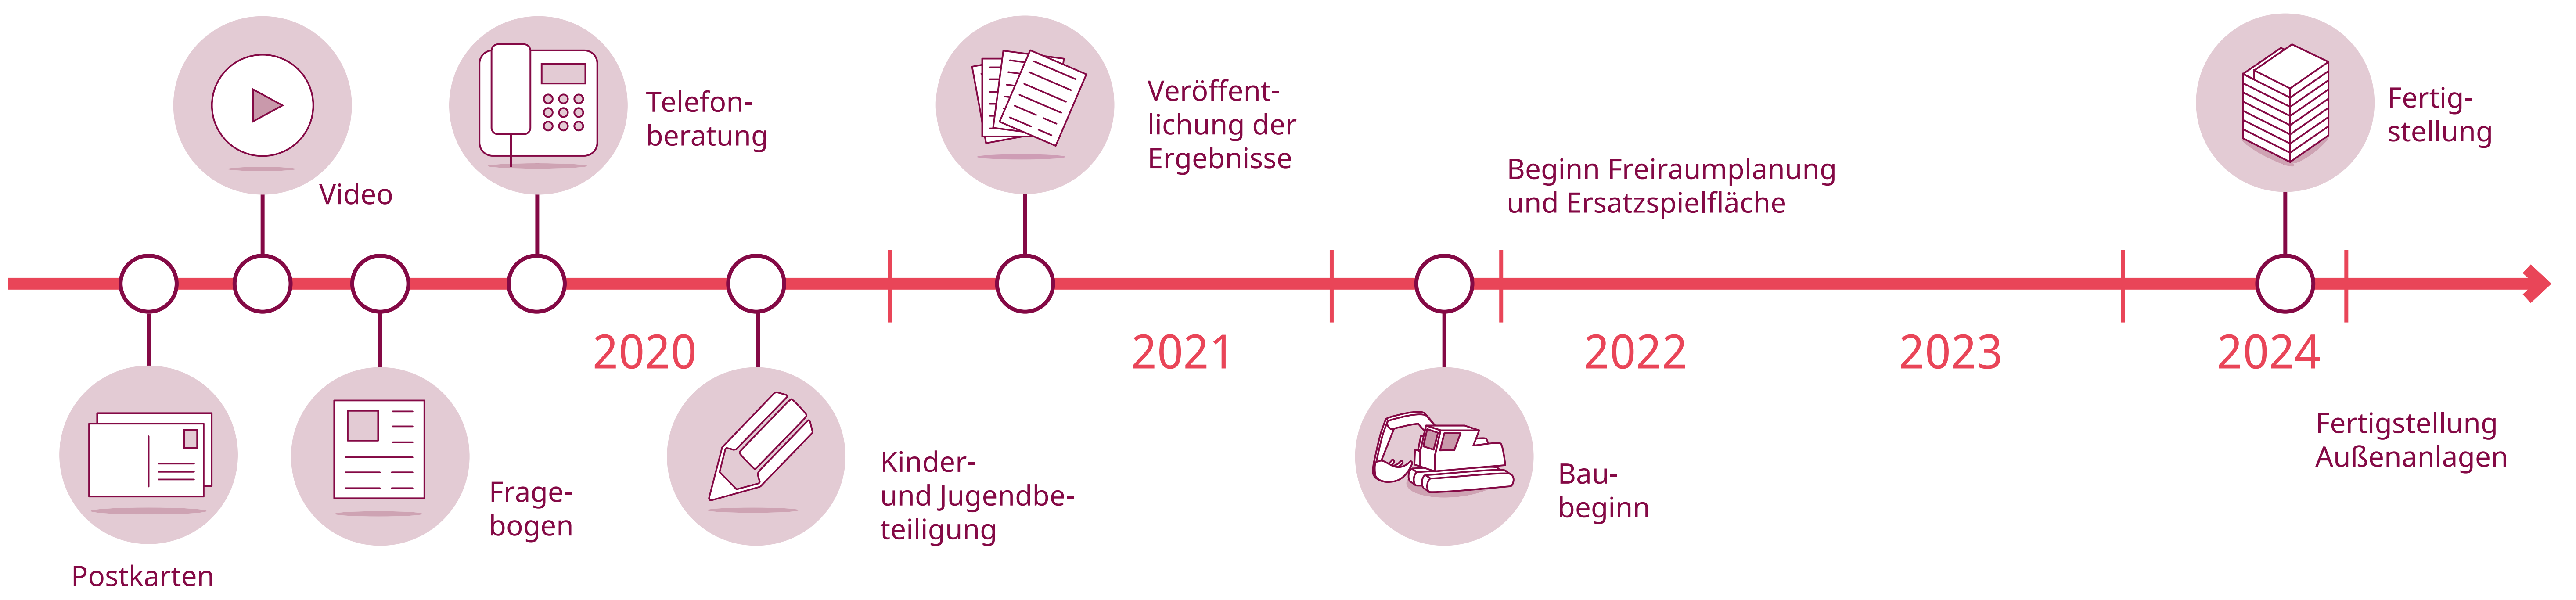 Video
Telefon-
beratung
Veröffent-
lichung der
Ergebnisse
Beginn Freiraumplanung
und Ersatzspielfläche
Fertig-
stellung
2020
2021
2022
2023
2024
Postkarten
Frage-
bogen
Kinder-
und Jugendbe-
teiligung
Bau-
beginn
Fertigstellung
Außenanlagen